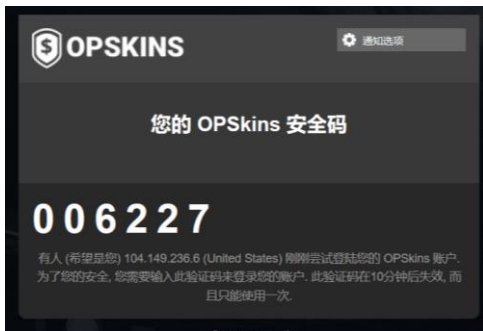 OPSKINS
通知选项
您的 OPSkins 安全码
006227
有人 (希望是您) 104.149.236.6 (United States) 刚刚尝试登陆您的 OPSkins 账户.
为了您的安全, 您需要输入此验证码来登录您的账户. 此验证码在10分钟后失效, 而
且只能使用一次.